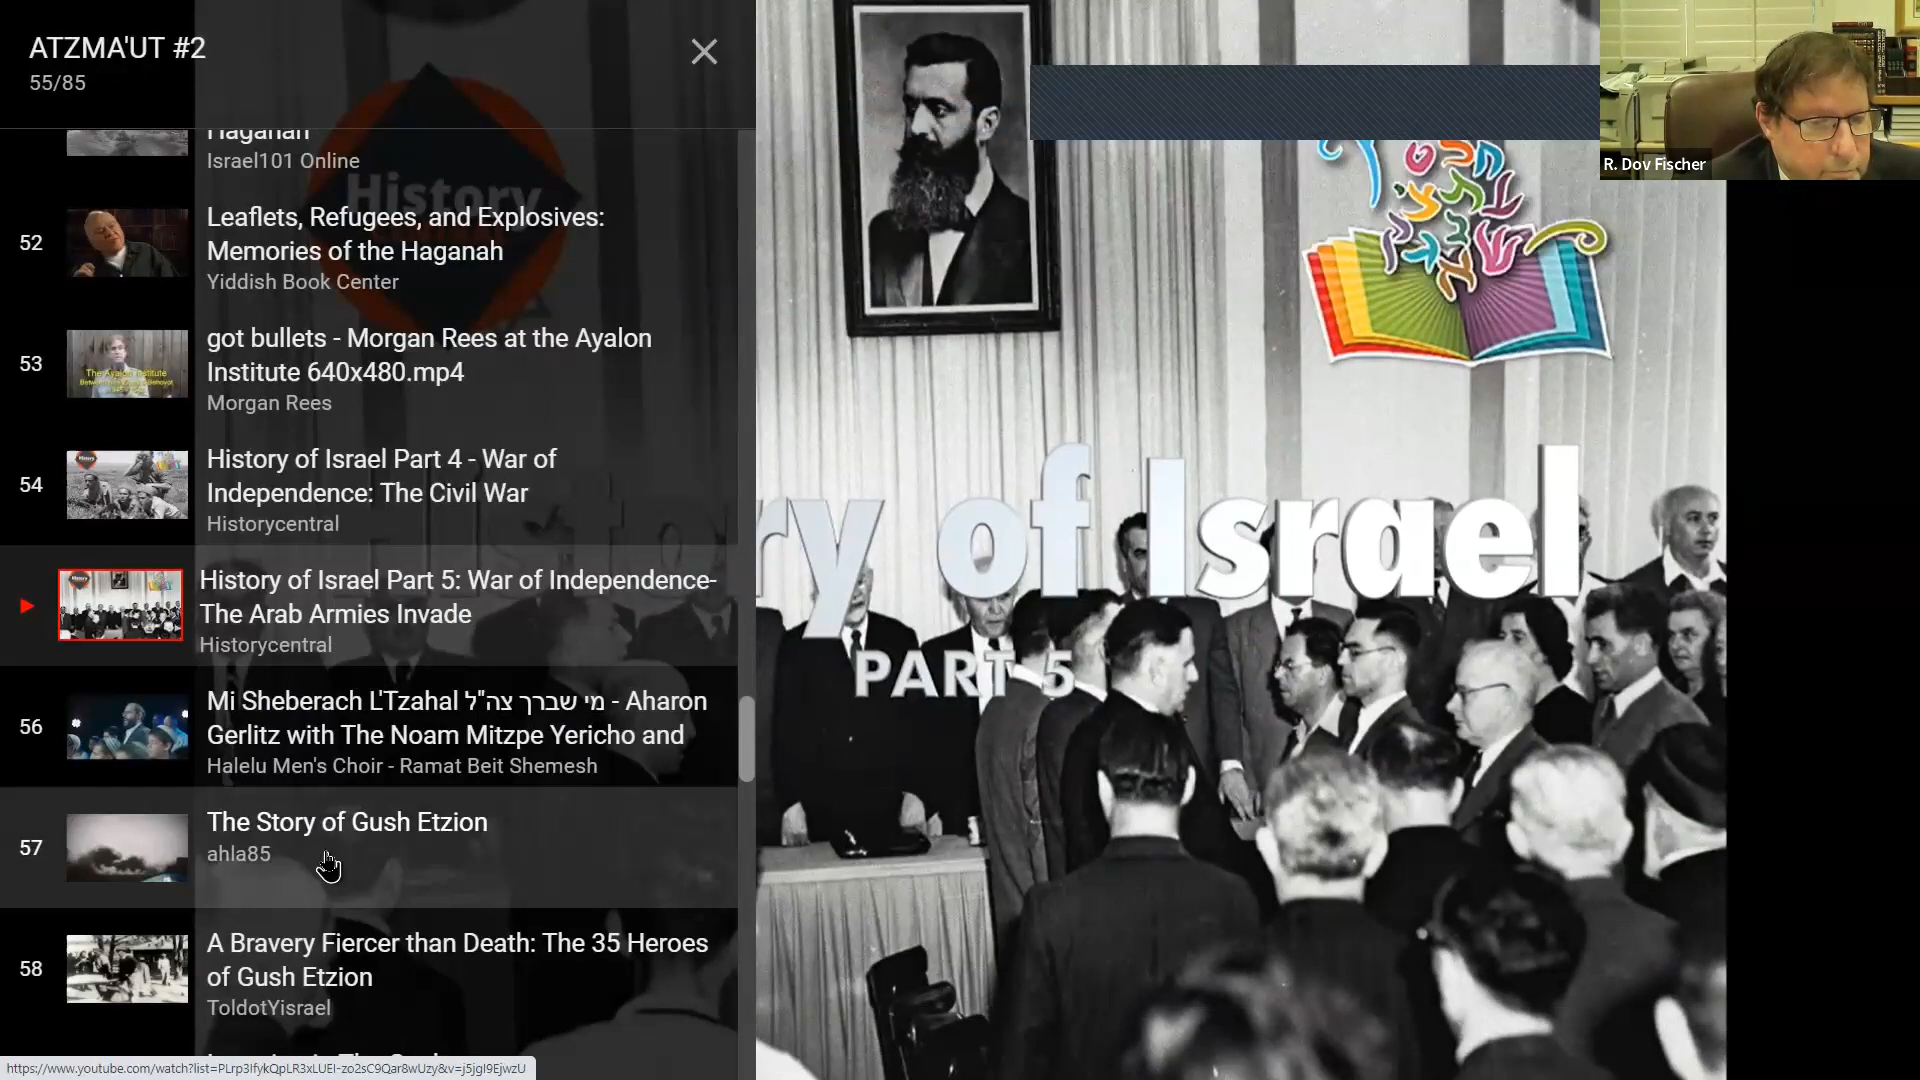 ATZMA'UT #2
55/85
Haganah
Israel101 Online
52
Leaflets, Refugees, and Explosives:
Memories of the Haganah
Yiddish Book Center
53
got bullets - Morgan Rees at the Ayalon
Institute 640x480.mp4
Morgan Rees
54
History of Israel Part 4 - War of
Independence: The Civil War
Historycentral
History of Israel Part 5: War of Independence-
The Arab Armies Invade
Historycentral
56
Mi Sheberach L'Tzahal מי שברך צה"ל - Aharon
Gerlitz with The Noam Mitzpe Yericho and
Halelu Men's Choir - Ramat Beit Shemesh
57
The Story of Gush Etzion
ahla85
58
A Bravery Fiercer than Death: The 35 Heroes
of Gush Etzion
ToldotYisrael
https://www.youtube.com/watch?list=PLrp3IfykQpLR3xLUEI-zo2sC9Qar8wUzy&v=j5jgI9EjwzU
History
ry of Israel
PART 5
R. Dov Fischer